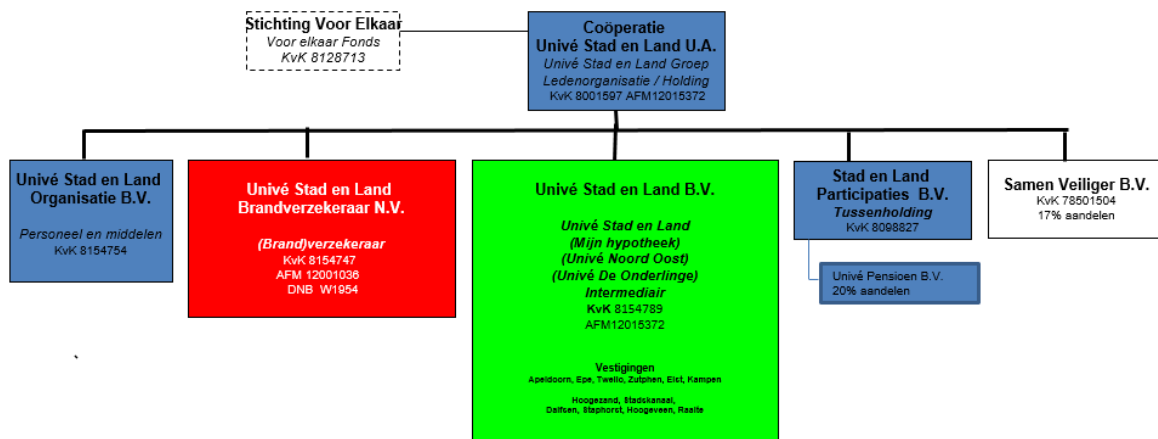 Stichting Voor Elkaar
Voor elkaar Fonds
KvK 8128713
Coöperatie
Univé Stad en Land U.A.
Univé Stad en Land Groep
Ledenorganisatie / Holding
KvK 8001597 AFM12015372
Univé Stad en Land
Organisatie B.V.
Personeel en middelen
KvK 8154754
Univé Stad en Land
Brandverzekeraar N.V.
(Brand)verzekeraar
KvK 8154747
AFM 12001036
DNB W1954
Univé Stad en Land B.V.
Univé Stad en Land
(Mijn hypotheek)
(Univé Noord Oost)
(Univé De Onderlinge)
Intermediair
KvK 8154789
AFM12015372
Vestigingen
Apeldoorn, Epe, Twello, Zutphen, Elst, Kampen
Hoogezand, Stadskanaal,
Dalfsen, Staphorst, Hoogeveen, Raalte
Stad en Land
Participaties B.V.
Tussenholding
KvK 8098827
Univé Pensioen B.V.
20% aandelen
Samen Veiliger B.V.
KvK 78501504
17% aandelen